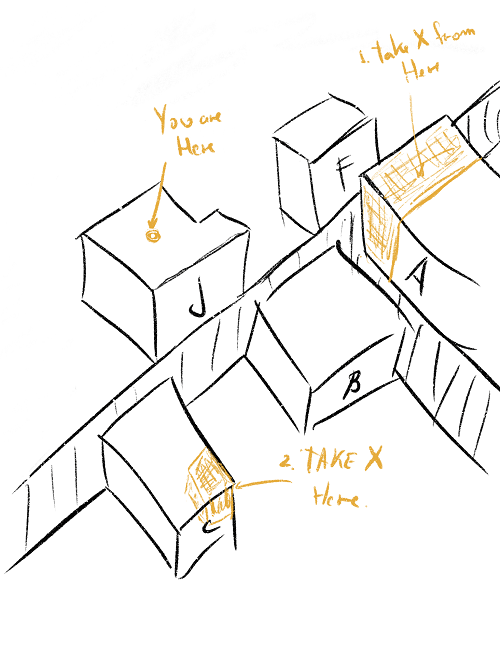 1. Take X from
Here
You are
Here
F
A
J
B
2. TAKE X
Here.
C